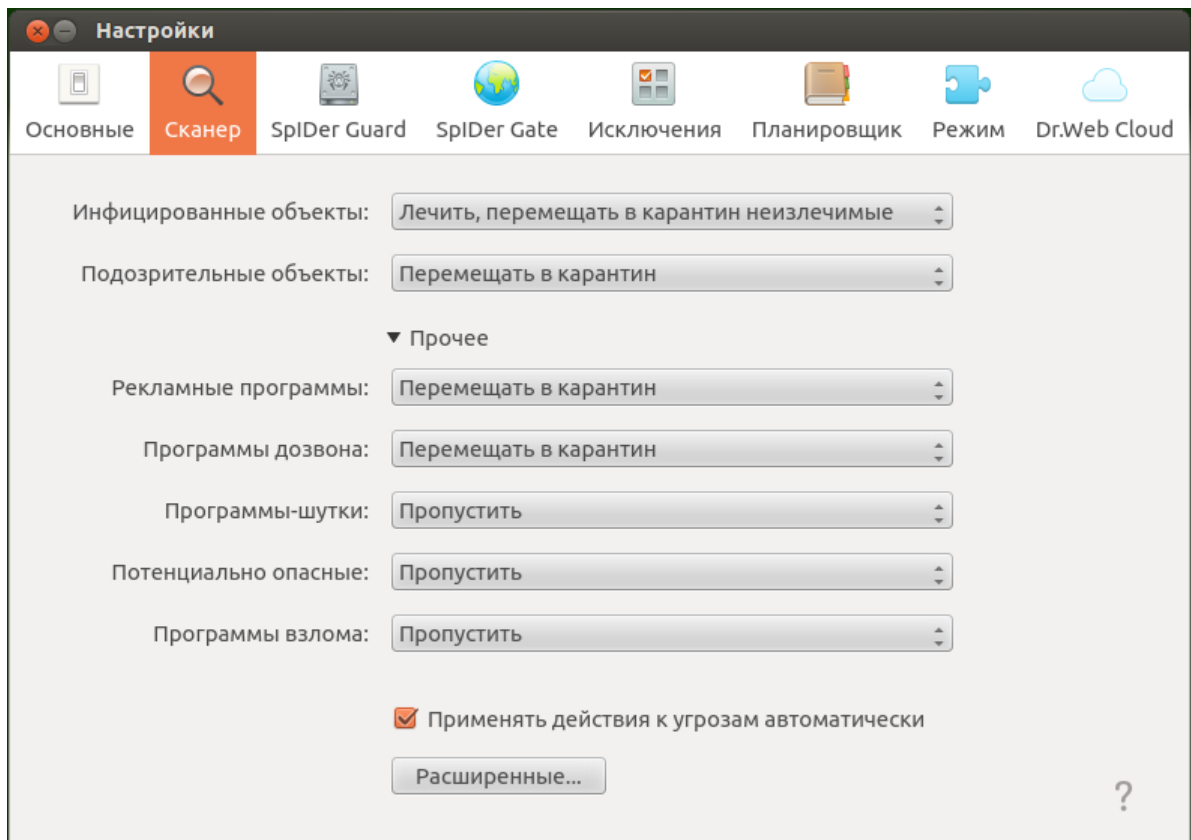 Настройки
Основные Сканер SpIDer Guard SpIDer Gate Исключения Планировщик Режим Dr.Web Cloud
Инфицированные объекты: Лечить, перемещать в карантин неизлечимые
Подозрительные объекты: Перемещать в карантин
Прочее
Рекламные программы: Перемещать в карантин
Программы дозвона: Перемещать в карантин
Программы-шутки: Пропустить
Потенциально опасные: Пропустить
Программы взлома: Пропустить
Применять действия к угрозам автоматически
Расширенные...
?